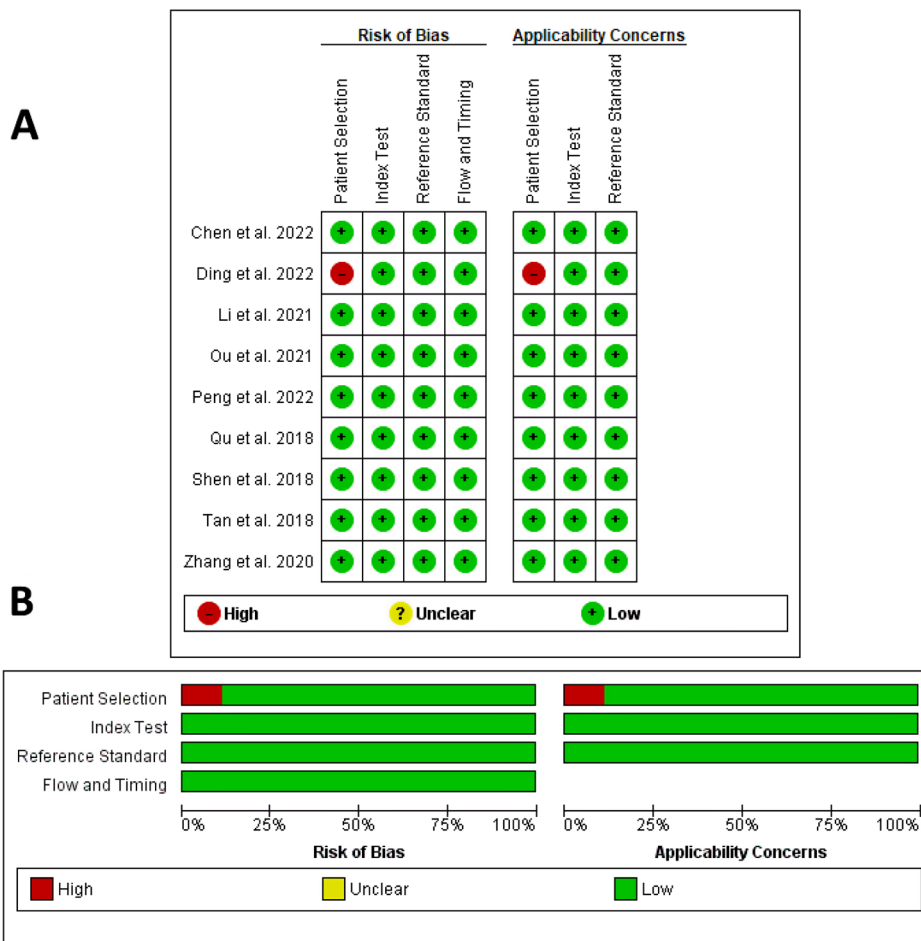 A
Risk of Bias Applicability Concerns
Patient Selection Index Test Reference Standard Flow and Timing Patient Selection Index Test Reference Standard
Chen et al. 2022 + + + + + + +
Ding et al. 2022 - + + + - + +
Li et al. 2021 + + + + + + +
Ou et al. 2021 + + + + + + +
Peng et al. 2022 + + + + + + +
Qu et al. 2018 + + + + + + +
Shen et al. 2018 + + + + + + +
Tan et al. 2018 + + + + + + +
Zhang et al. 2020 + + + + + + +
- High ? Unclear + Low
B
Patient Selection
Index Test
Reference Standard
Flow and Timing
0% 25% 50% 75% 100% 0% 25% 50% 75% 100%
Risk of Bias Applicability Concerns
High Unclear Low